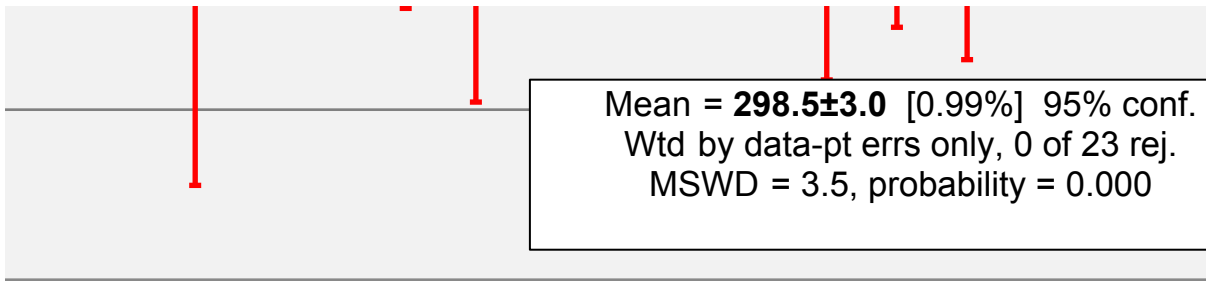 Mean = 298.5±3.0 [0.99%] 95% conf.
Wtd by data-pt errs only, 0 of 23 rej.
MSWD = 3.5, probability = 0.000